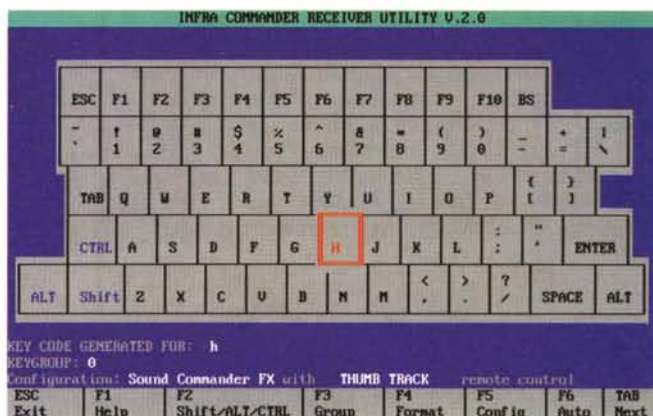 INFRA COMMANDER RECEIVER UTILITY V.2.0
ESC F1 F2 F3 F4 F5 F6 F7 F8 F9 F10 BS
~ ! @ # $ % ^ & * ( ) _ + |
` 1 2 3 4 5 6 7 8 9 0 - = \
TAB Q W E R T Y U I O P { [ } ]
CTRL A S D F G H J K L : ; " ' ENTER
ALT Shift Z X C V B N M < , > . ? / SPACE ALT
KEY CODE GENERATED FOR: h
KEYGROUP: 0
Configuration: Sound Commander FX with THUMB TRACK remote control
ESC F1 F2 F3 F4 F5 F6 TAB
Exit Help Shift/ALT/CTRL Group Format Config Auto Next